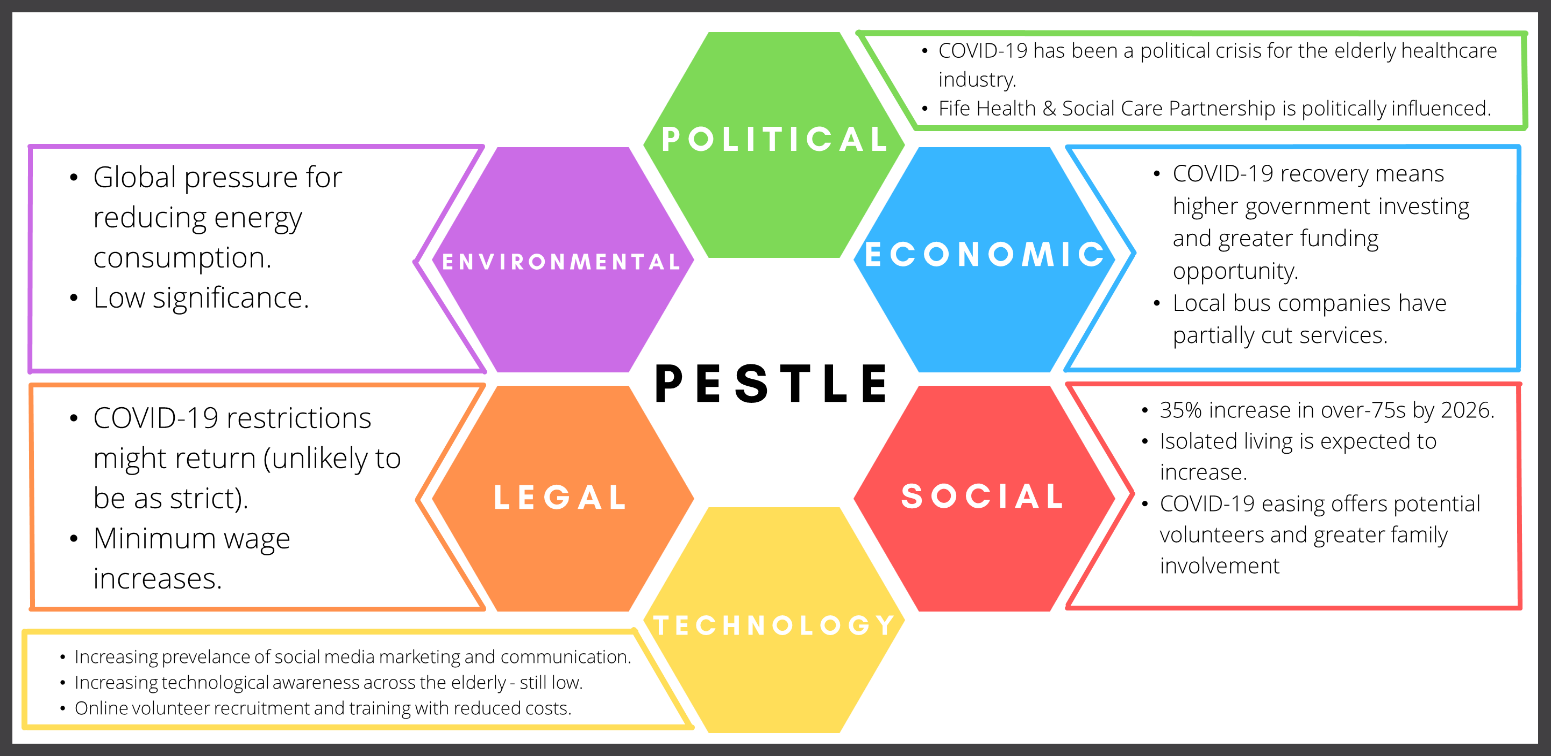 POLITICAL
• COVID-19 has been a political crisis for the elderly healthcare
industry.
• Fife Health & Social Care Partnership is politically influenced.
ENVIRONMENTAL
• Global pressure for
reducing energy
consumption.
• Low significance.
ECONOMIC
• COVID-19 recovery means
higher government investing
and greater funding
opportunity.
• Local bus companies have
partially cut services.
PESTLE
LEGAL
• COVID-19 restrictions
might return (unlikely to
be as strict).
• Minimum wage
increases.
SOCIAL
• 35% increase in over-75s by 2026.
• Isolated living is expected to
increase.
• COVID-19 easing offers potential
volunteers and greater family
involvement
TECHNOLOGY
• Increasing prevelance of social media marketing and communication.
• Increasing technological awareness across the elderly - still low.
• Online volunteer recruitment and training with reduced costs.